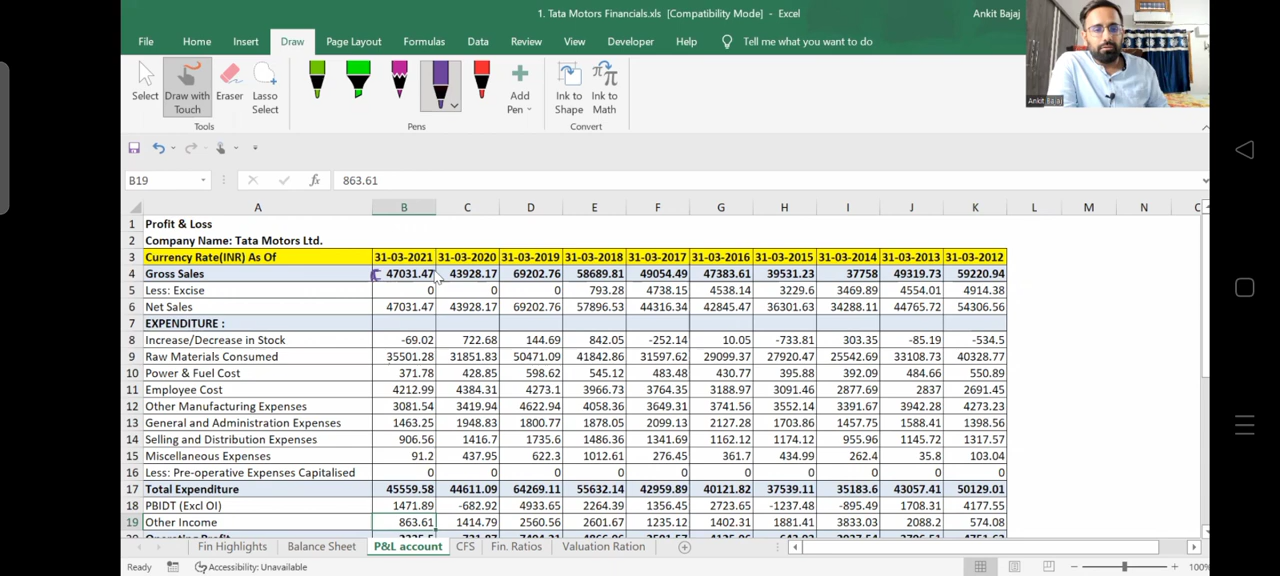 1. Tata Motors Financials.xls [Compatibility Mode] - Excel Ankit Bajaj
File Home Insert Draw Page Layout Formulas Data Review View Developer Help Tell me what you want to do
Select Draw with Touch Eraser Lasso Select Add Pen Ink to Shape Ink to Math
Tools Pens Convert
Ankit Bajaj
B19 fx 863.61
A B C D E F G H I J K L M N
1 Profit & Loss
2 Company Name: Tata Motors Ltd.
3 Currency Rate(INR) As Of 31-03-2021 31-03-2020 31-03-2019 31-03-2018 31-03-2017 31-03-2016 31-03-2015 31-03-2014 31-03-2013 31-03-2012
4 Gross Sales 47031.47 43928.17 69202.76 58689.81 49054.49 47383.61 39531.23 37758 49319.73 59220.94
5 Less: Excise 0 0 0 793.28 4738.15 4538.14 3229.6 3469.89 4554.01 4914.38
6 Net Sales 47031.47 43928.17 69202.76 57896.53 44316.34 42845.47 36301.63 34288.11 44765.72 54306.56
7 EXPENDITURE :
8 Increase/Decrease in Stock -69.02 722.68 144.69 842.05 -252.14 10.05 -733.81 303.35 -85.19 -534.5
9 Raw Materials Consumed 35501.28 31851.83 50471.09 41842.86 31597.62 29099.37 27920.47 25542.69 33108.73 40328.77
10 Power & Fuel Cost 371.78 428.85 598.62 545.12 483.48 430.77 395.88 392.09 484.66 550.89
11 Employee Cost 4212.99 4384.31 4273.1 3966.73 3764.35 3188.97 3091.46 2877.69 2837 2691.45
12 Other Manufacturing Expenses 3081.54 3419.94 4622.94 4058.36 3649.31 3741.56 3552.14 3391.67 3942.28 4273.23
13 General and Administration Expenses 1463.25 1948.83 1800.77 1878.05 2099.13 2127.28 1703.86 1457.75 1588.41 1398.56
14 Selling and Distribution Expenses 906.56 1416.7 1735.6 1486.36 1341.69 1162.12 1174.12 955.96 1145.72 1317.57
15 Miscellaneous Expenses 91.2 437.95 622.3 1012.61 276.45 361.7 434.99 262.4 35.8 103.04
16 Less: Pre-operative Expenses Capitalised 0 0 0 0 0 0 0 0 0 0
17 Total Expenditure 45559.58 44611.09 64269.11 55632.14 42959.89 40121.82 37539.11 35183.6 43057.41 50129.01
18 PBIDT (Excl OI) 1471.89 -682.92 4933.65 2264.39 1356.45 2723.65 -1237.48 -895.49 1708.31 4177.55
19 Other Income 863.61 1414.79 2560.56 2601.67 1235.12 1402.31 1881.41 3833.03 2088.2 574.08
Fin Highlights Balance Sheet P&L account CFS Fin. Ratios Valuation Ration
Ready Accessibility: Unavailable 100%